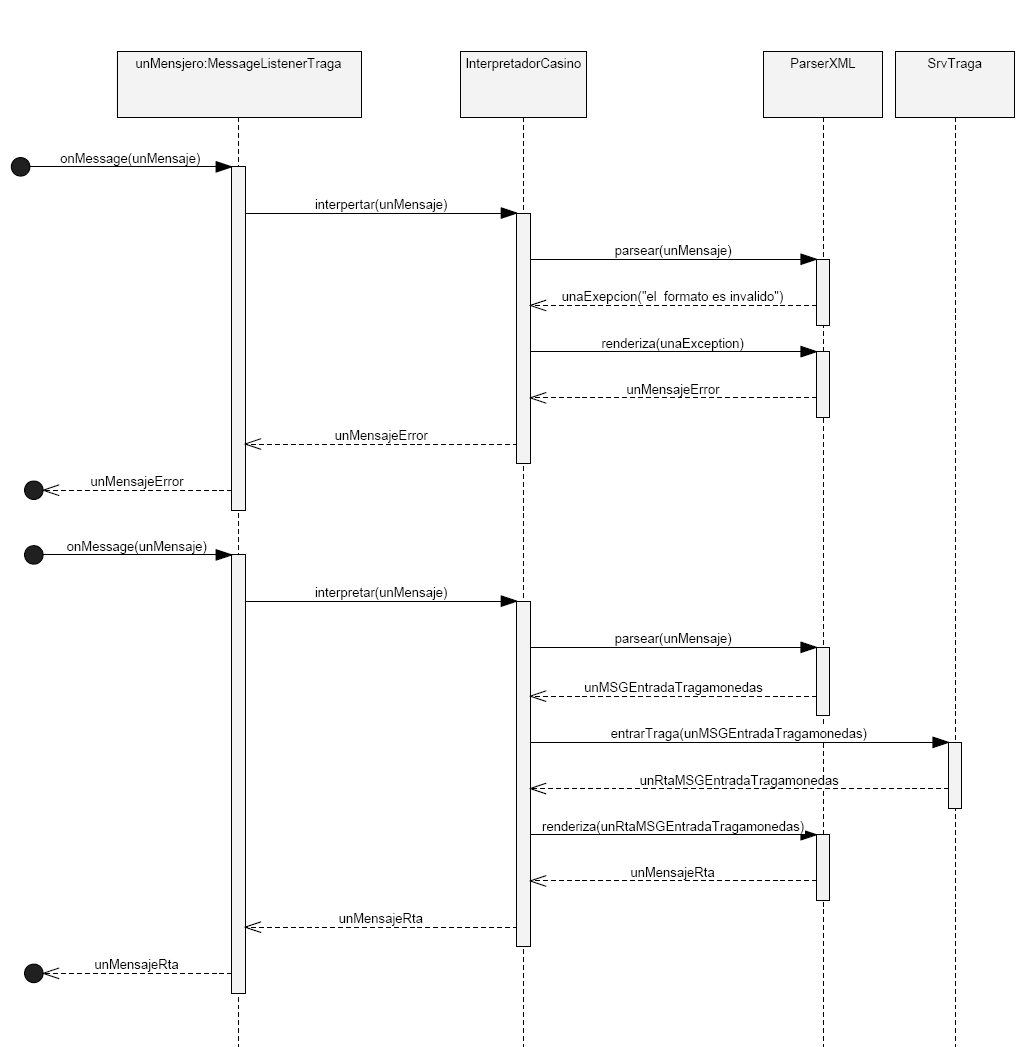 unMensjero:MessageListenerTraga
InterpretadorCasino
ParserXML
SrvTraga
onMessage(unMensaje)
interpertar(unMensaje)
parsear(unMensaje)
unaExepcion("el formato es invalido")
renderiza(unaException)
unMensajeError
unMensajeError
unMensajeError
onMessage(unMensaje)
interpretar(unMensaje)
parsear(unMensaje)
unMSGEntradaTragamonedas
entrarTraga(unMSGEntradaTragamonedas)
unRtaMSGEntradaTragamonedas
renderiza(unRtaMSGEntradaTragamonedas)
unMensajeRta
unMensajeRta
unMensajeRta